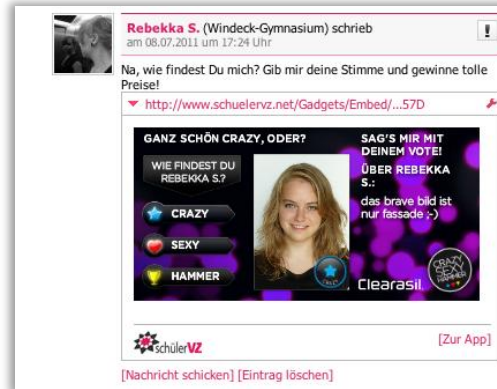 Rebekka S. (Windeck-Gymnasium) schrieb
am 08.07.2011 um 17:24 Uhr
!
Na, wie findest Du mich? Gib mir deine Stimme und gewinne tolle
Preise!
http://www.schuelervz.net/Gadgets/Embed/...57D
GANZ SCHÖN CRAZY, ODER?
WIE FINDEST DU
REBEKKA S.?
CRAZY
SEXY
HAMMER
SAG'S MIR MIT
DEINEM VOTE!
ÜBER REBEKKA
S.:
das brave bild ist
nur fassade ;-)
CRAZY
Clearasil
CRAZY
SEXY
HAMMER
schülerVZ
[Zur App]
[Nachricht schicken] [Eintrag löschen]